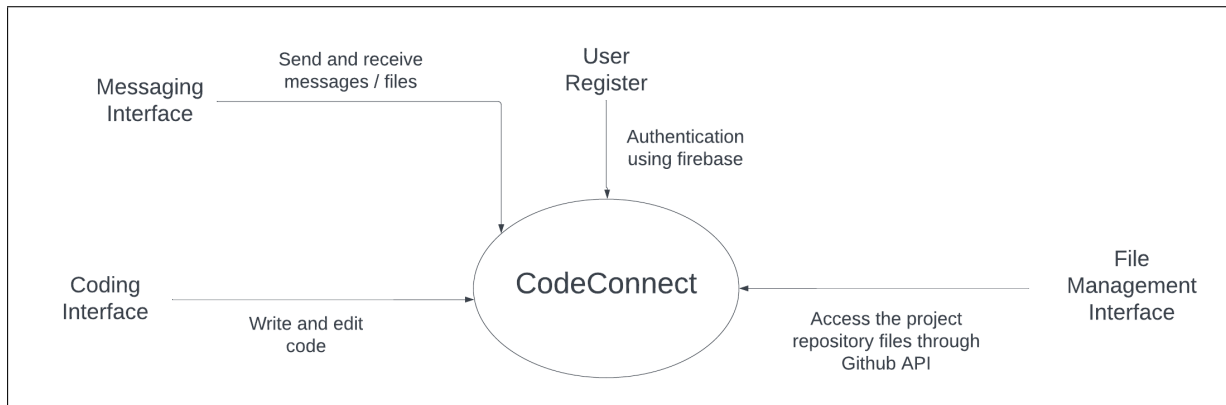 Messaging
Interface
Send and receive
messages / files
User
Register
Authentication
using firebase
CodeConnect
Coding
Interface
Write and edit
code
File
Management
Interface
Access the project
repository files through
Github API